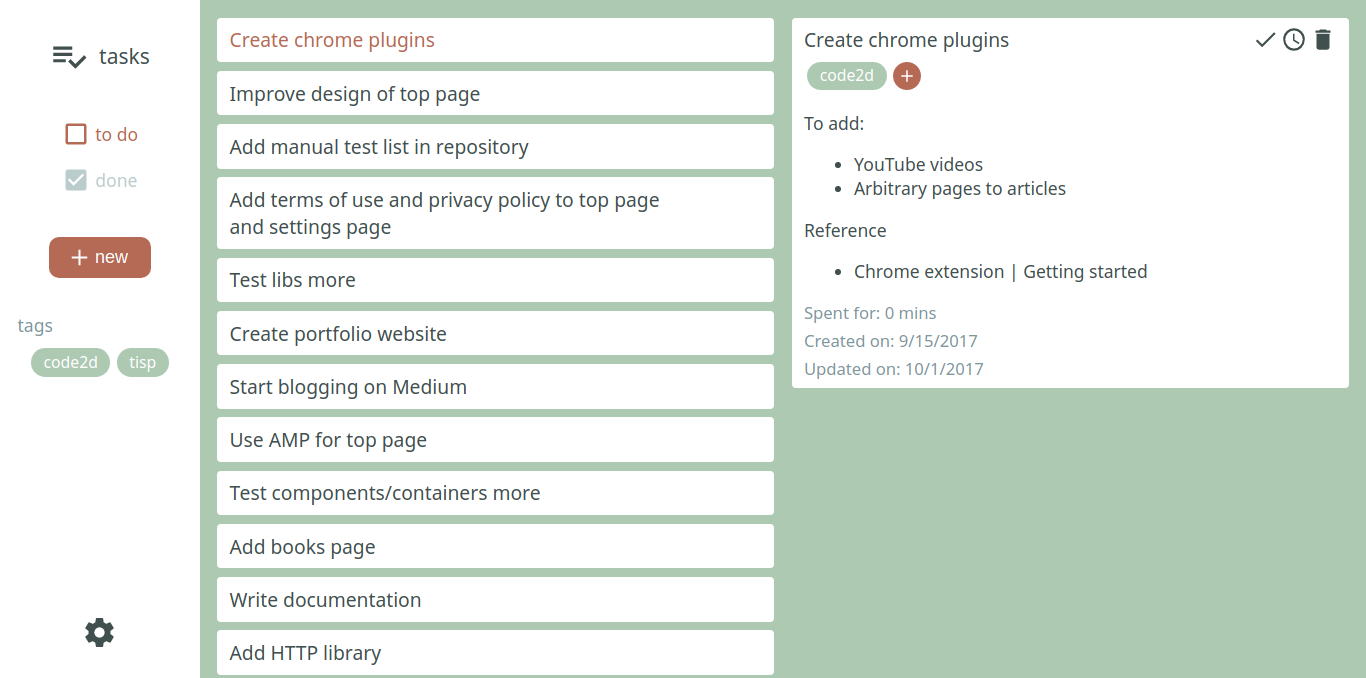 tasks
to do
done
new
tags
code2d tisp
Create chrome plugins
Improve design of top page
Add manual test list in repository
Add terms of use and privacy policy to top page
and settings page
Test libs more
Create portfolio website
Start blogging on Medium
Use AMP for top page
Test components/containers more
Add books page
Write documentation
Add HTTP library
Create chrome plugins
code2d
To add:
• YouTube videos
• Arbitrary pages to articles
Reference
• Chrome extension | Getting started
Spent for: 0 mins
Created on: 9/15/2017
Updated on: 10/1/2017